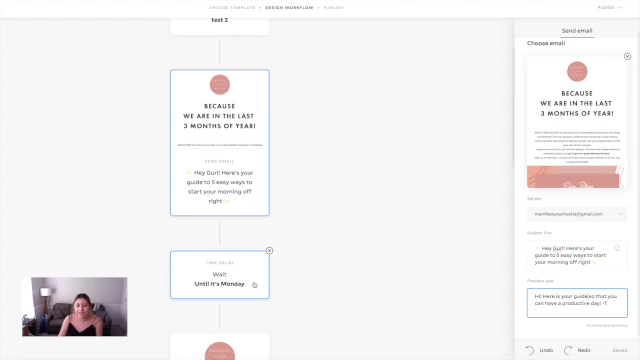 CHOOSE TEMPLATE • DESIGN WORKFLOW • PUBLISH
Publish
test 2
BECAUSE
WE ARE IN THE LAST
3 MONTHS OF YEAR!
SEND EMAIL
Hey Gurl! Here's your
guide to 5 easy ways to
start your morning off
right
TIME DELAY
Wait
Until it's Monday
Send email
Choose email
BECAUSE
WE ARE IN THE LAST
3 MONTHS OF YEAR!
Sender
manifestyourhustle@gmail.com
Subject line
Hey Gurl! Here's your
guide to 5 easy ways to
start your morning off
right
Preview text
Hi! Here is your guide so that you
can have a productive day! -T
characters remaining
Undo
Redo
Saved